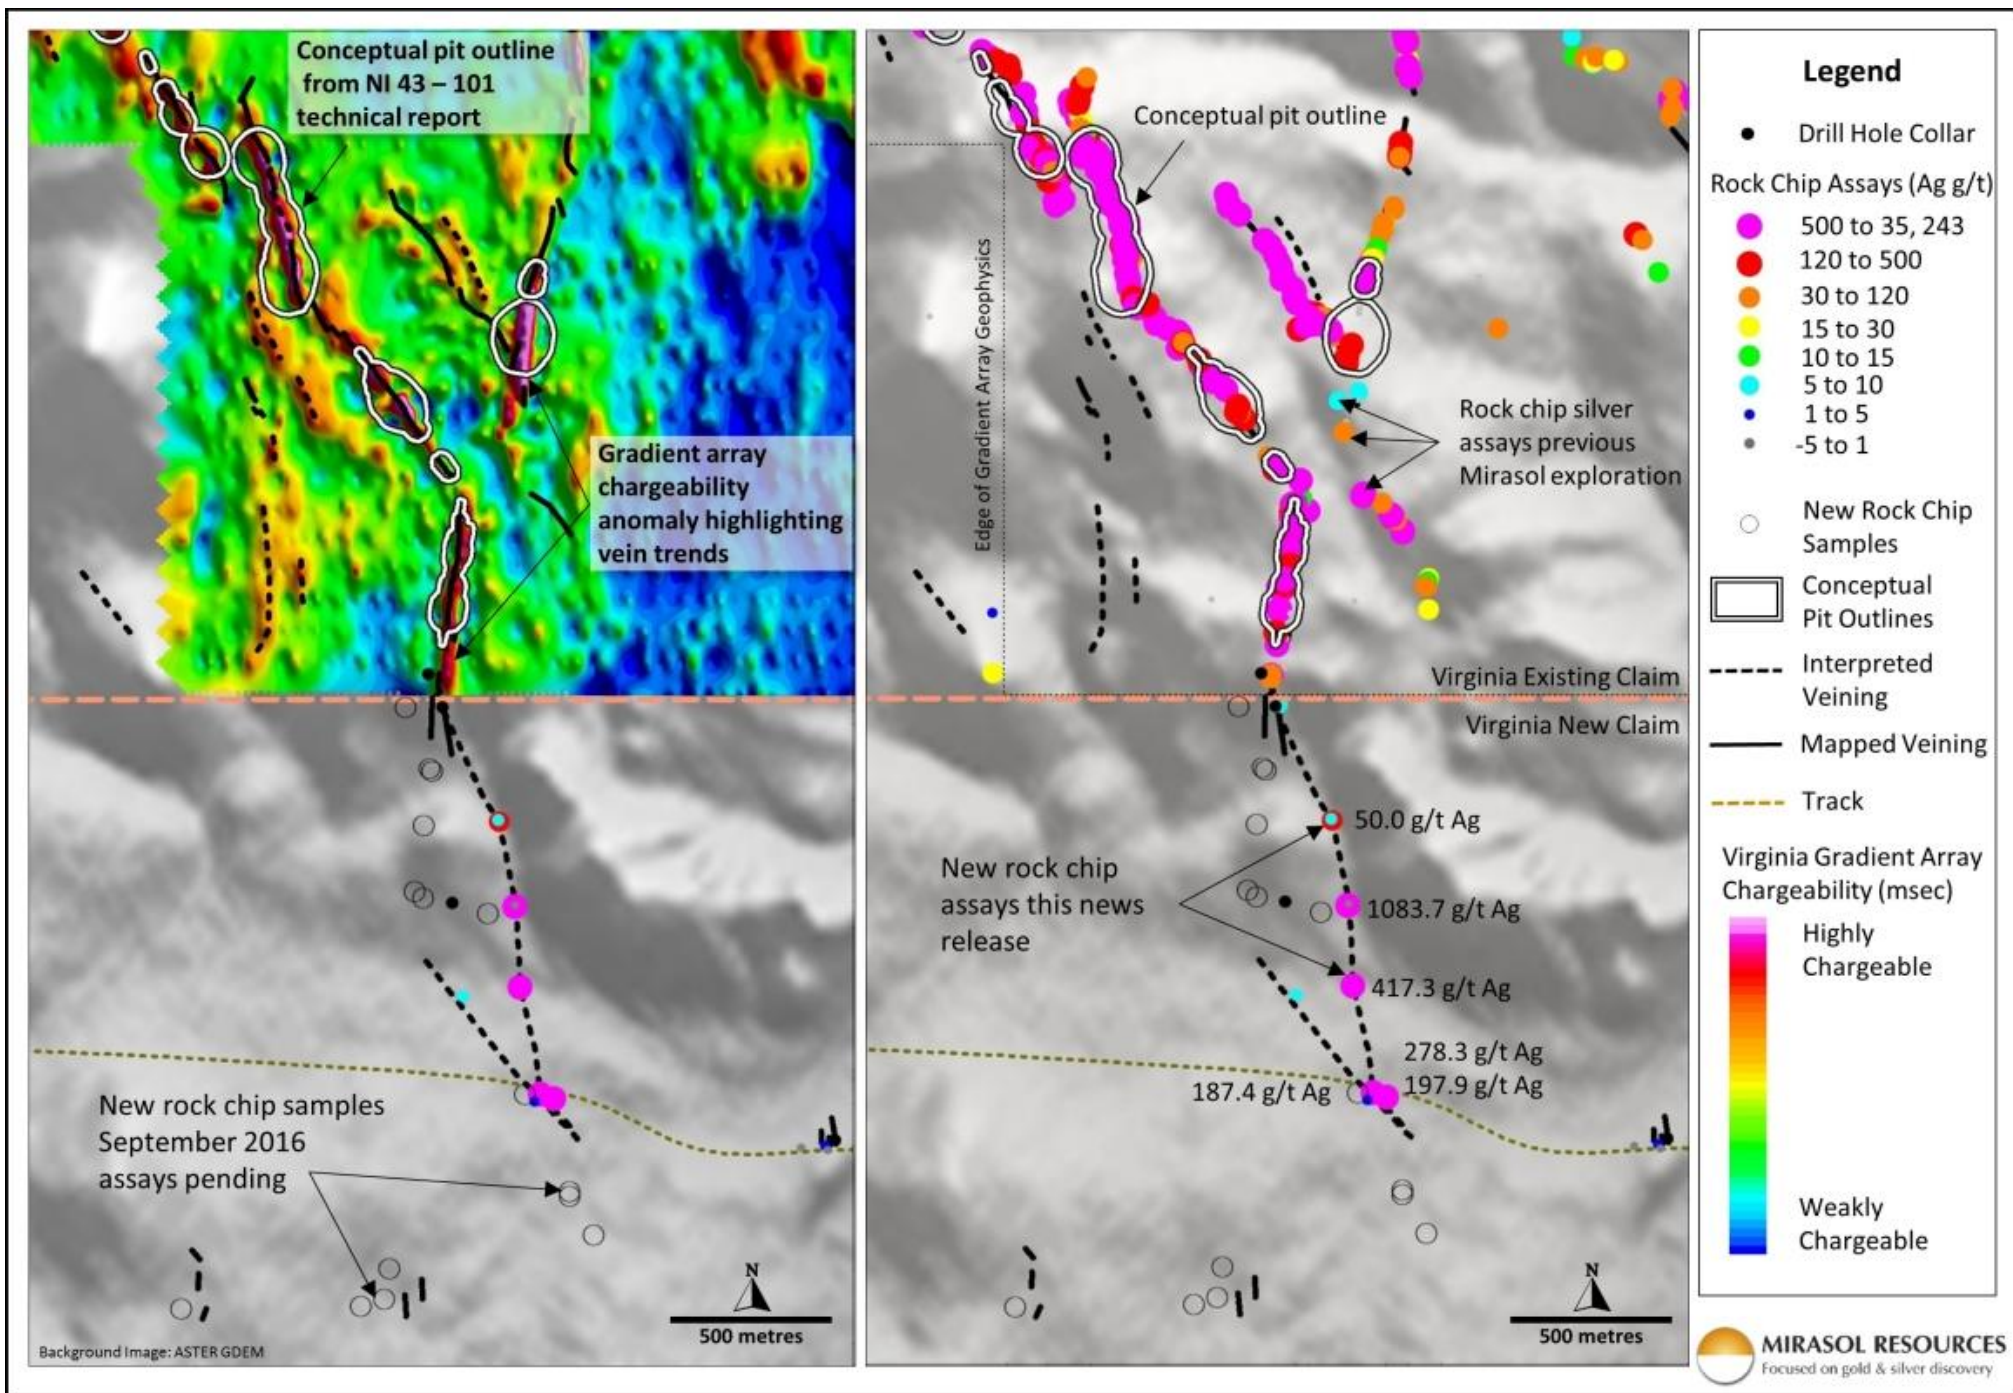 Conceptual pit outline
from NI 43 – 101
technical report
Gradient array
chargeability
anomaly highlighting
vein trends
New rock chip samples
September 2016
assays pending
N
500 metres
Background Image: ASTER GDEM
Conceptual pit outline
Edge of Gradient Array Geophysics
Rock chip silver
assays previous
Mirasol exploration
Virginia Existing Claim
Virginia New Claim
50.0 g/t Ag
New rock chip
assays this news
release
1083.7 g/t Ag
417.3 g/t Ag
278.3 g/t Ag
197.9 g/t Ag
187.4 g/t Ag
N
500 metres
Legend
Drill Hole Collar
Rock Chip Assays (Ag g/t)
500 to 35, 243
120 to 500
30 to 120
15 to 30
10 to 15
5 to 10
1 to 5
-5 to 1
New Rock Chip
Samples
Conceptual
Pit Outlines
Interpreted
Veining
Mapped Veining
Track
Virginia Gradient Array
Chargeability (msec)
Highly
Chargeable
Weakly
Chargeable
MIRASOL RESOURCES
Focused on gold & silver discovery